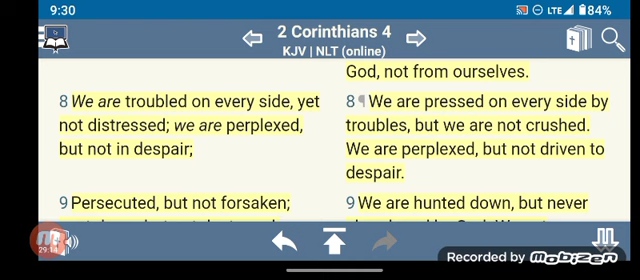 9:30
LTE 84%
2 Corinthians 4
KJV | NLT (online)
God, not from ourselves.
8 We are troubled on every side, yet
not distressed; we are perplexed,
but not in despair;
8 ¶ We are pressed on every side by
troubles, but we are not crushed.
We are perplexed, but not driven to
despair.
9 Persecuted, but not forsaken;
9 We are hunted down, but never
Recorded by
mobizen